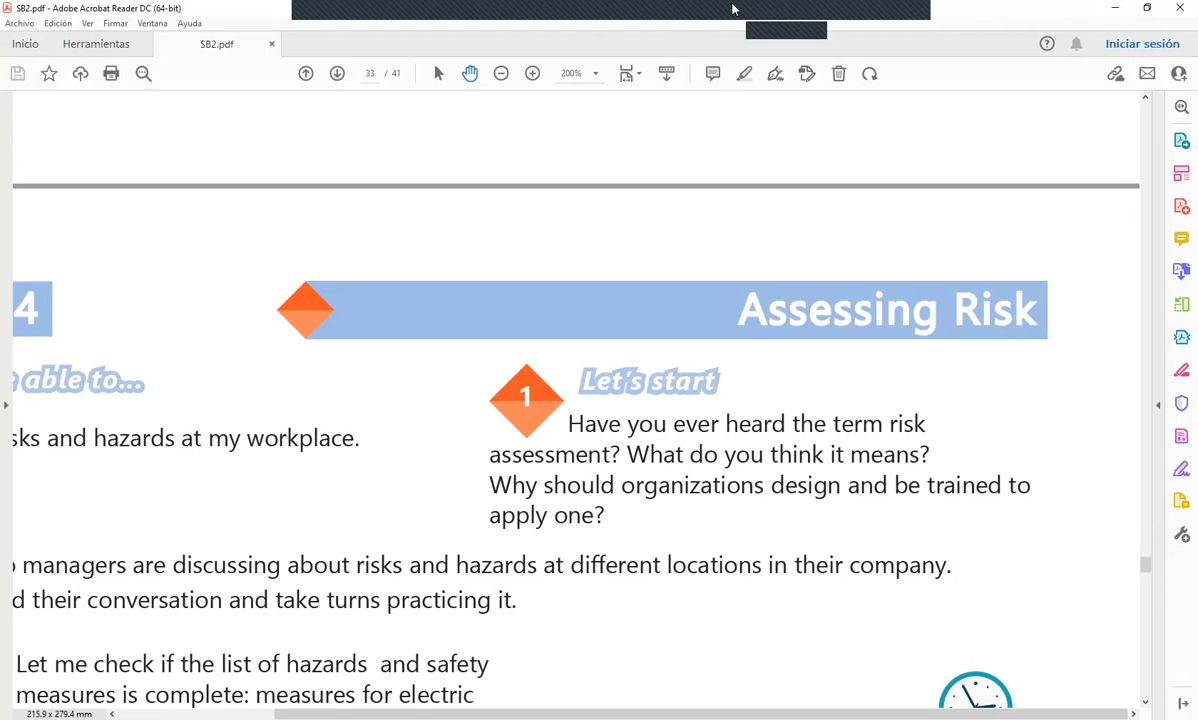 SB2.pdf - Adobe Acrobat Reader DC (64-bit)
Archivo Edición Ver Firmar Ventana Ayuda
Inicio Herramientas SB2.pdf × Iniciar sesión
33 / 41 200%
4 Assessing Risk
able to...
sks and hazards at my workplace.
1 Let's start
Have you ever heard the term risk
assessment? What do you think it means?
Why should organizations design and be trained to
apply one?
managers are discussing about risks and hazards at different locations in their company.
d their conversation and take turns practicing it.
Let me check if the list of hazards and safety
measures is complete: measures for electric
215.9 x 279.4 mm